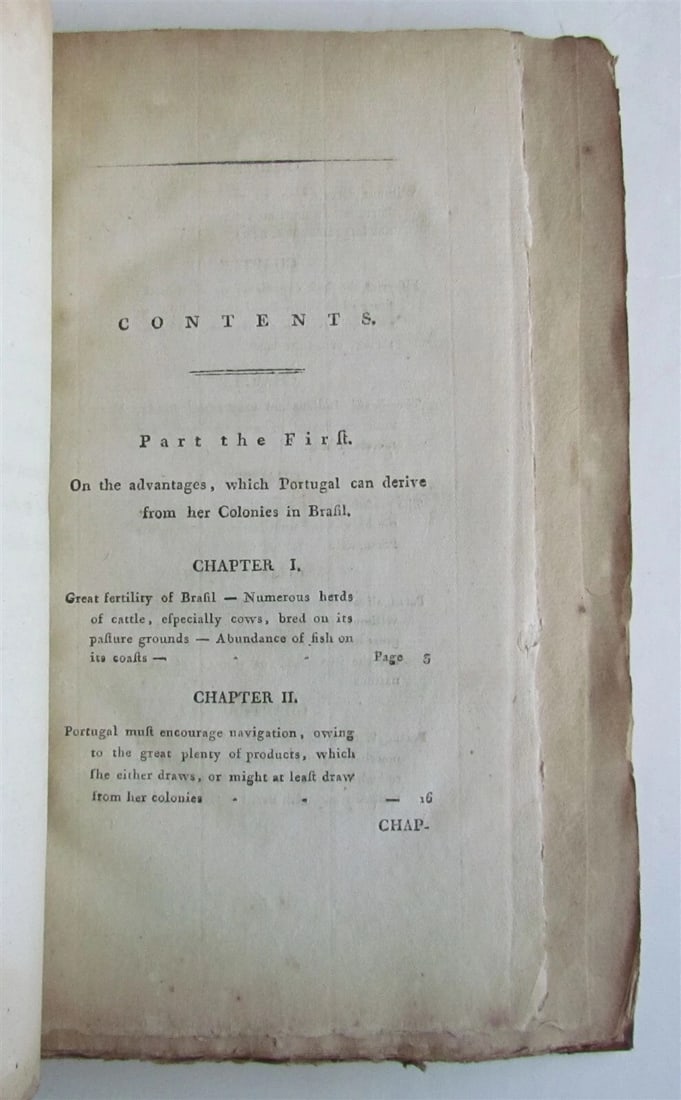 CONTENTS.
Part the Firſt.
On the advantages, which Portugal can derive
from her Colonies in Braſil.
CHAPTER I.
Great fertility of Braſil — Numerous herds
of cattle, eſpecially cows, bred on its
paſture grounds — Abundance of fiſh on
its coaſts — - - Page 5
CHAPTER II.
Portugal muſt encourage navigation, owing
to the great plenty of products, which
ſhe either draws, or might at leaſt draw
from her colonies - - — 16
CHAP-